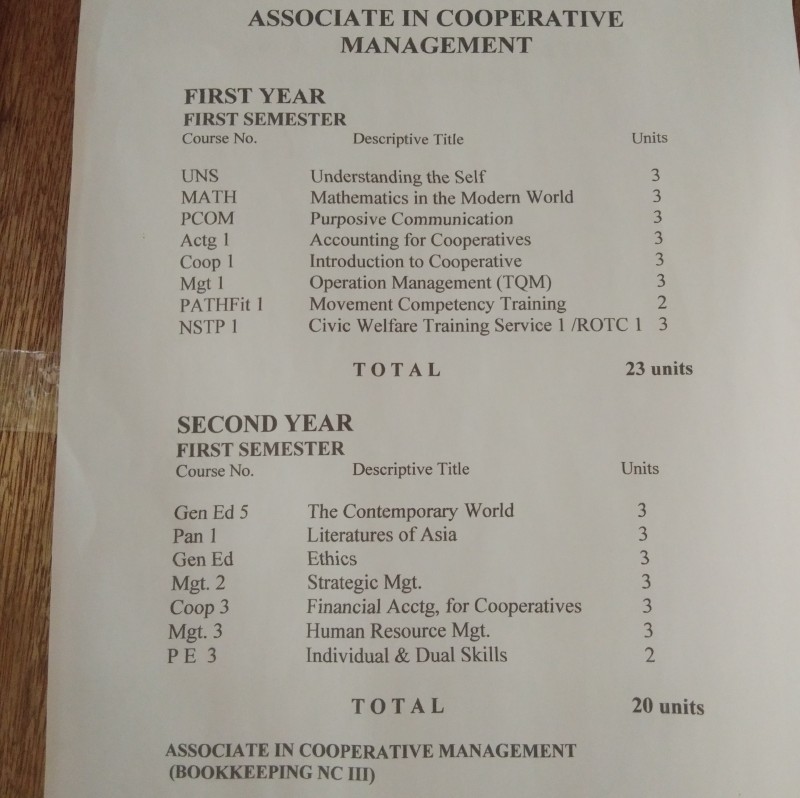 ASSOCIATE IN COOPERATIVE
MANAGEMENT
FIRST YEAR
FIRST SEMESTER
Course No. Descriptive Title Units
UNS Understanding the Self 3
MATH Mathematics in the Modern World 3
PCOM Purposive Communication 3
Actg 1 Accounting for Cooperatives 3
Coop 1 Introduction to Cooperative 3
Mgt 1 Operation Management (TQM) 3
PATHFit 1 Movement Competency Training 2
NSTP 1 Civic Welfare Training Service 1 /ROTC 1 3
T O T A L 23 units
SECOND YEAR
FIRST SEMESTER
Course No. Descriptive Title Units
Gen Ed 5 The Contemporary World 3
Pan 1 Literatures of Asia 3
Gen Ed Ethics 3
Mgt. 2 Strategic Mgt. 3
Coop 3 Financial Acctg, for Cooperatives 3
Mgt. 3 Human Resource Mgt. 3
P E 3 Individual & Dual Skills 2
T O T A L 20 units
ASSOCIATE IN COOPERATIVE MANAGEMENT
(BOOKKEEPING NC III)